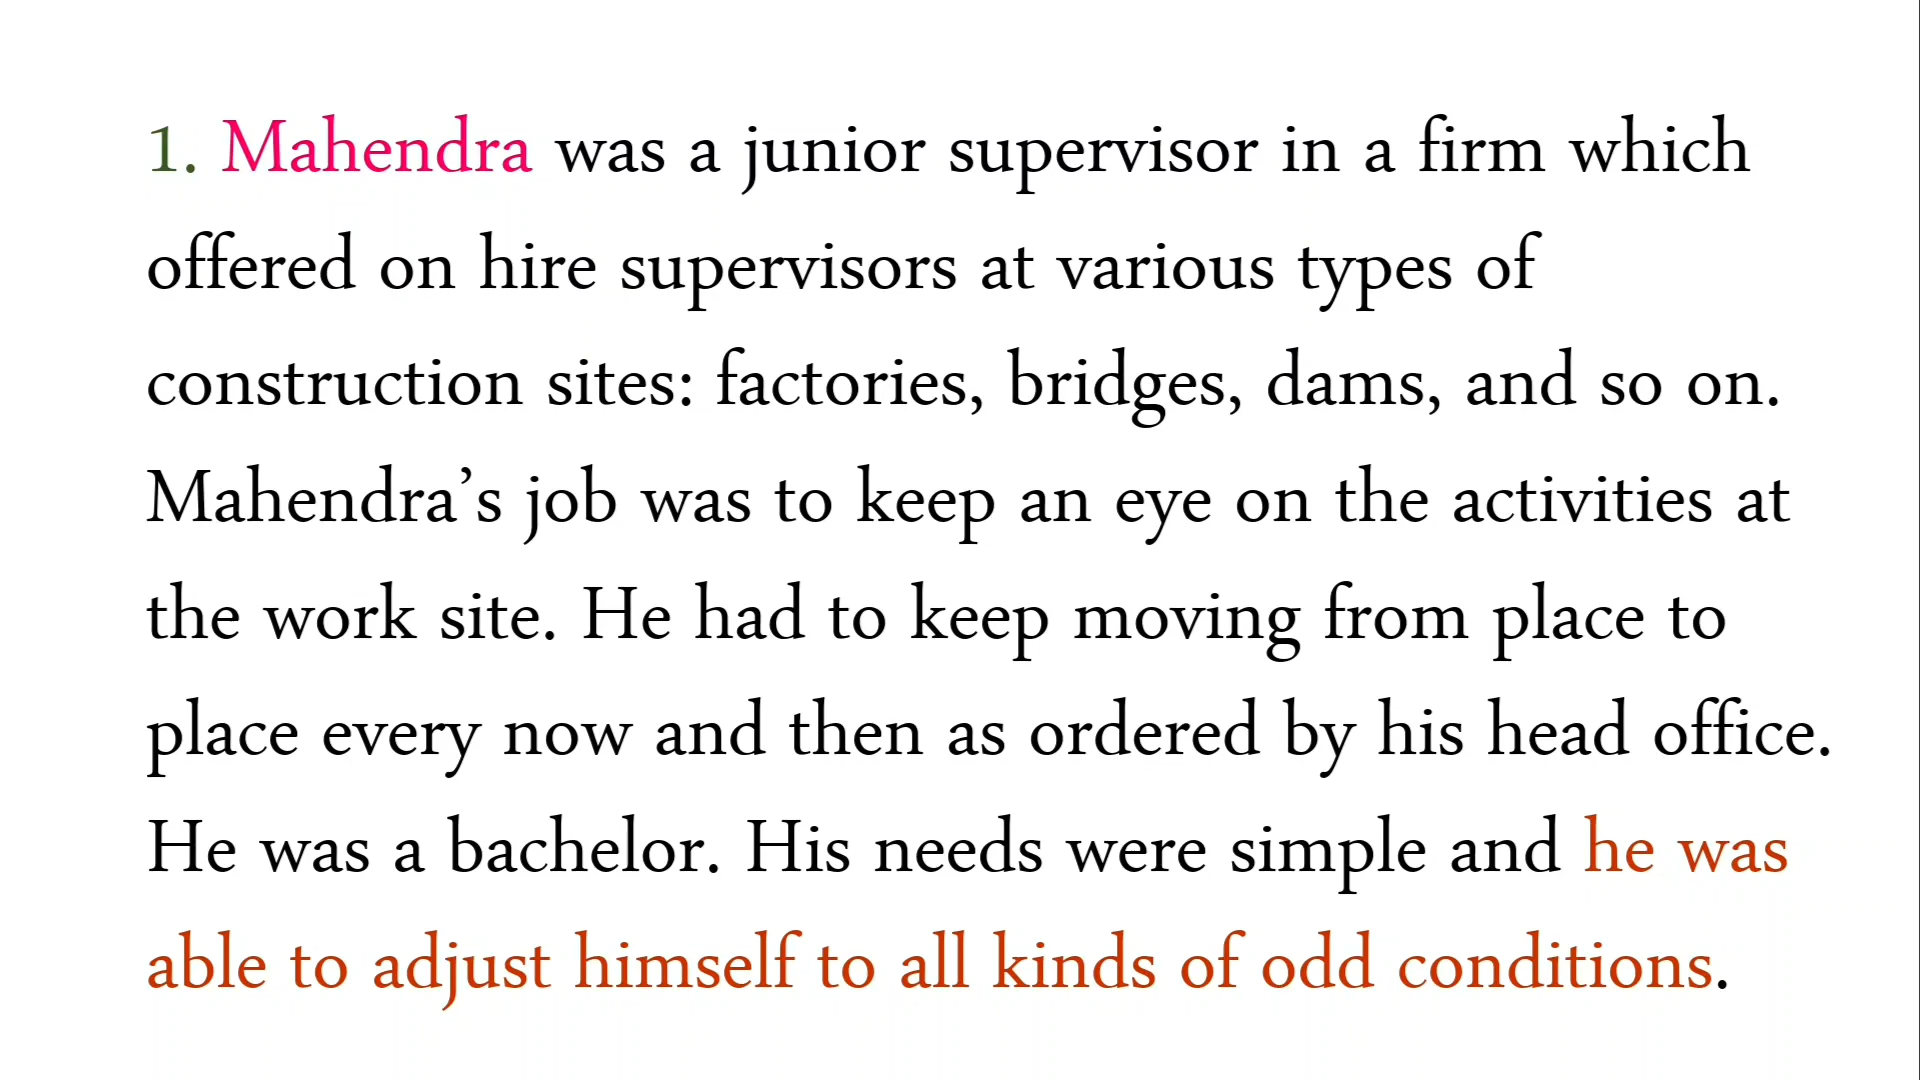 1. Mahendra was a junior supervisor in a firm which
offered on hire supervisors at various types of
construction sites: factories, bridges, dams, and so on.
Mahendra’s job was to keep an eye on the activities at
the work site. He had to keep moving from place to
place every now and then as ordered by his head office.
He was a bachelor. His needs were simple and he was
able to adjust himself to all kinds of odd conditions.